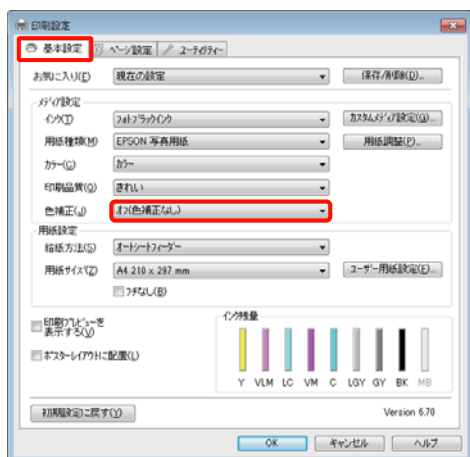 印刷設定
基本設定 ページ設定 ユーティリティー
お気に入り(E) 現在の設定 保存/削除(D)...
メディア設定
インク(T) フォトブラックインク カスタムメディア設定(G)...
用紙種類(M) EPSON 写真用紙 用紙調整(P)...
カラー(C) カラー
印刷品質(Q) きれい
色補正(J) オフ(色補正なし)
用紙設定
給紙方法(S) オートシートフィーダー
用紙サイズ(Z) A4 210 x 297 mm ユーザー用紙設定(E)...
フチなし(B)
印刷プレビューを
表示する(V)
ポスターレイアウトに配置(L)
インク残量
Y VLM LC VM C LGY GY BK MB
初期設定に戻す(Y) Version 6.70
OK キャンセル ヘルプ